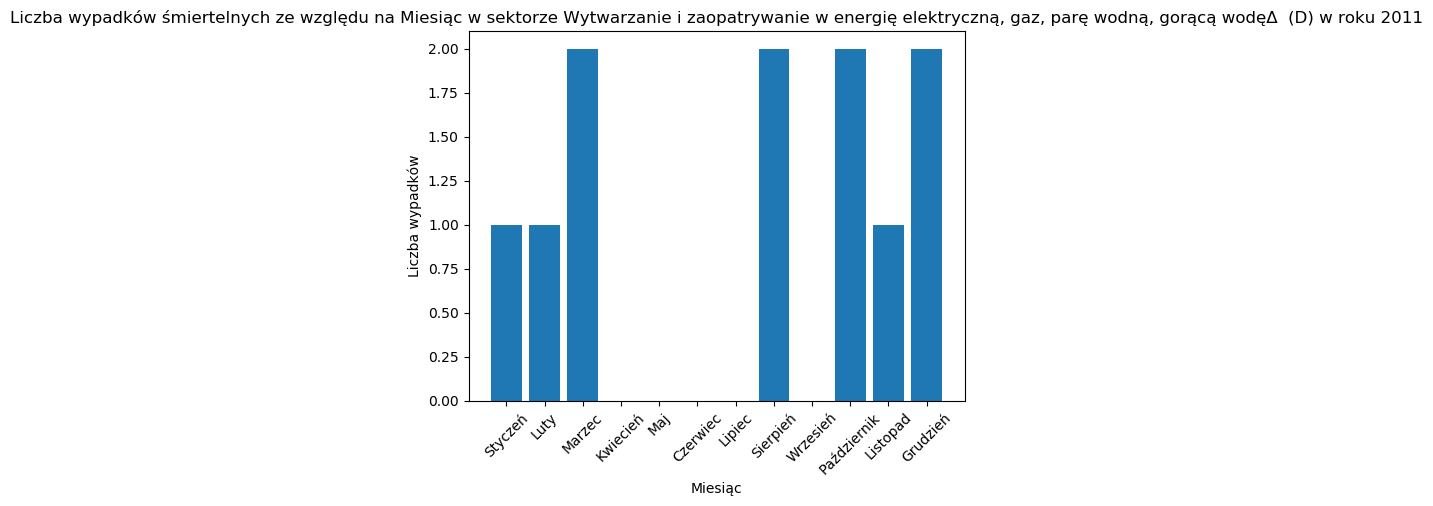 Liczba wypadków śmiertelnych ze względu na Miesiąc w sektorze Wytwarzanie i zaopatrywanie w energię elektryczną, gaz, parę wodną, gorącą wodęΔ  (D) w roku 2011
2.00
1.75
1.50
1.25
1.00
0.75
0.50
0.25
0.00
Liczba wypadków
Styczeń
Luty
Marzec
Kwiecień
Maj
Czerwiec
Lipiec
Sierpień
Wrzesień
Październik
Listopad
Grudzień
Miesiąc